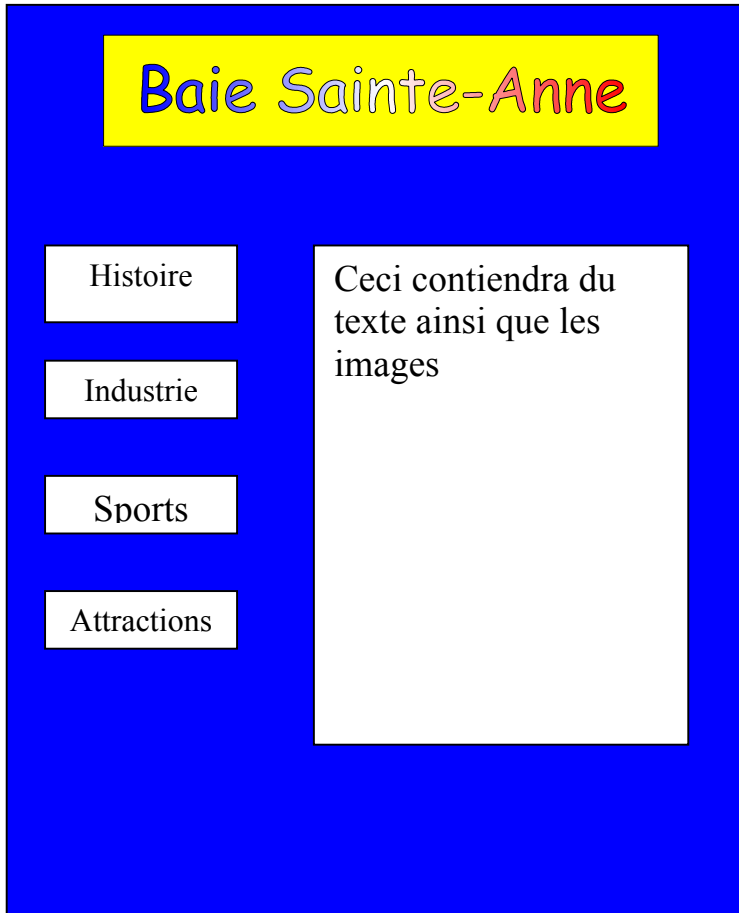 Baie Sainte-Anne
Histoire
Industrie
Sports
Attractions
Ceci contiendra du
texte ainsi que les
images